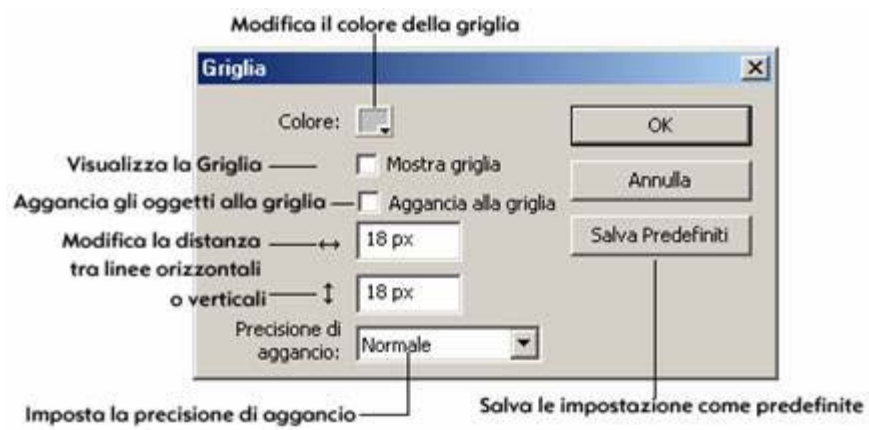 Modifica il colore della griglia
Griglia
Colore:
OK
Visualizza la Griglia
Mostra griglia
Annulla
Aggancia gli oggetti alla griglia
Aggancia alla griglia
Modifica la distanza
tra linee orizzontali
o verticali
18 px
Salva Predefiniti
18 px
Precisione di
aggancio:
Normale
Imposta la precisione di aggancio
Salva le impostazione come predefinite